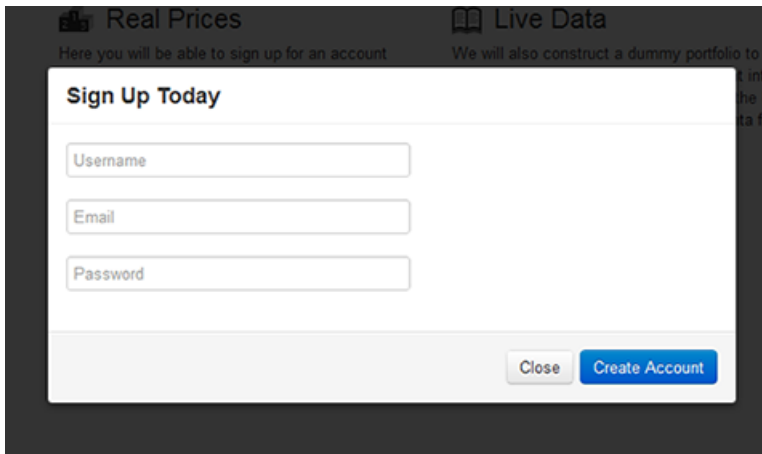 Real Prices
Here you will be able to sign up for an account
Live Data
We will also construct a dummy portfolio to
Sign Up Today
Username
Email
Password
Close
Create Account